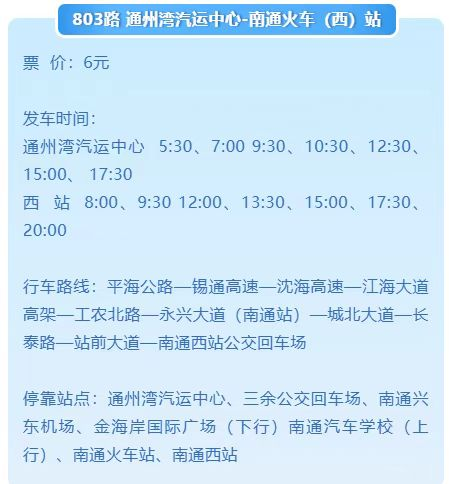 803路 通州湾汽运中心-南通火车（西）站
票 价：6元
发车时间：
通州湾汽运中心 5:30、7:00 9:30、10:30、12:30、
15:00、 17:30
西 站 8:00、9:30 12:00、13:30、15:00、17:30、
20:00
行车路线：平海公路—锡通高速—沈海高速—江海大道
高架—工农北路—永兴大道（南通站）—城北大道—长
泰路—站前大道—南通西站公交回车场
停靠站点：通州湾汽运中心、三余公交回车场、南通兴
东机场、金海岸国际广场（下行）南通汽车学校（上
行）、南通火车站、南通西站